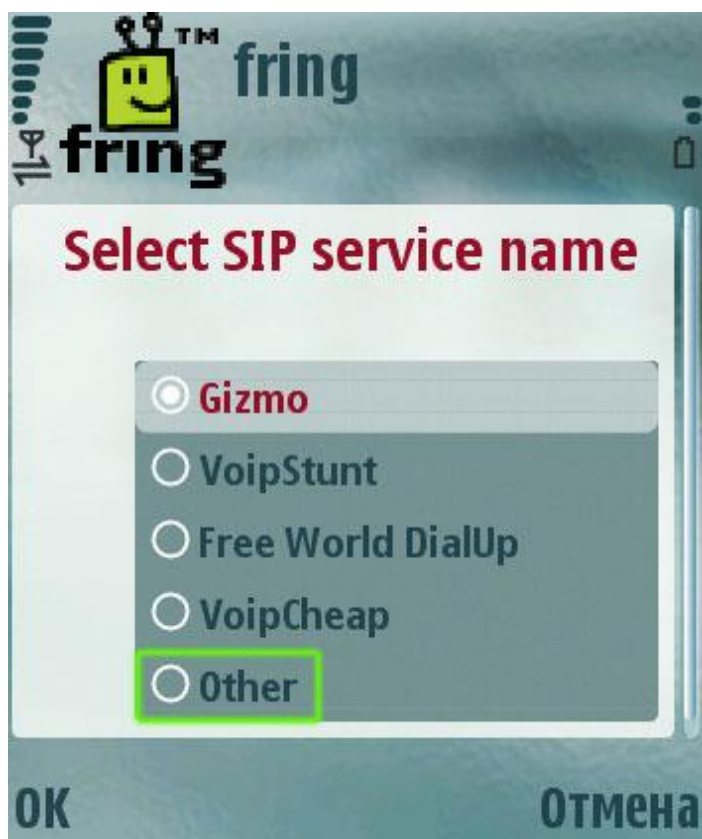 TM
fring
fring
Select SIP service name
Gizmo
VoipStunt
Free World DialUp
VoipCheap
Other
OK
Отмена